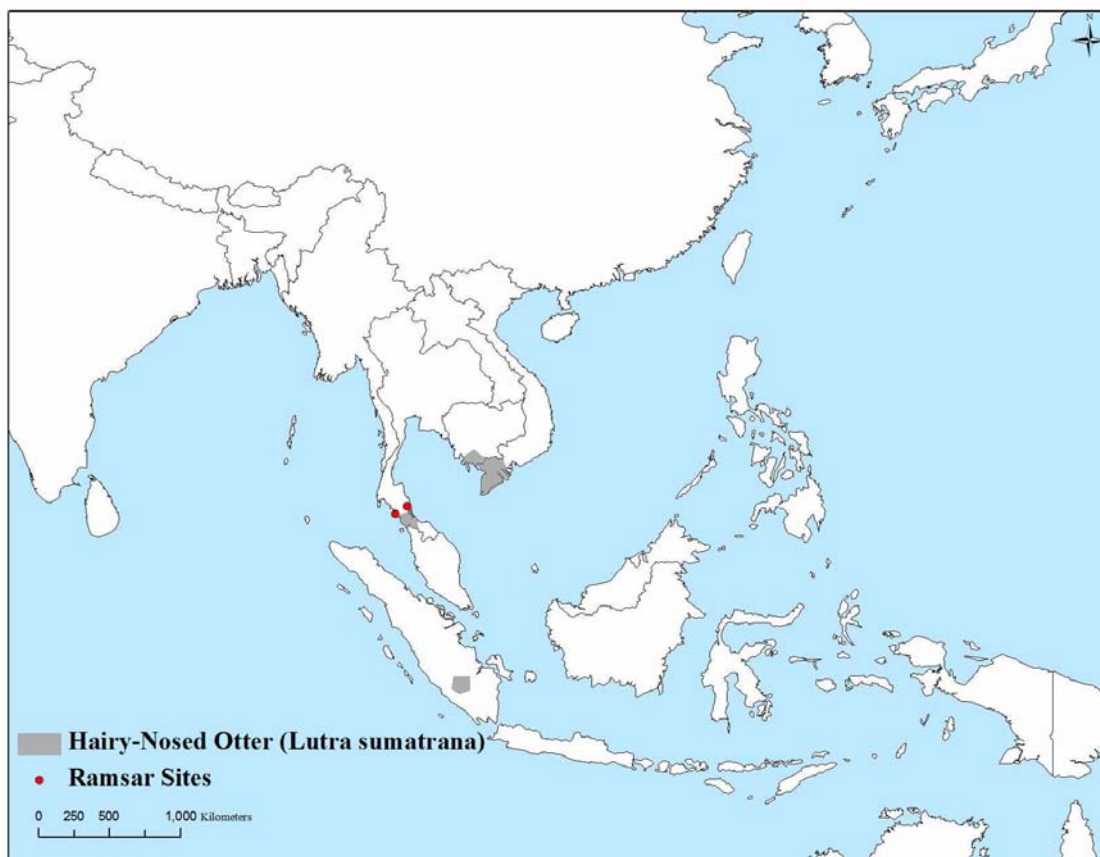 N
Hairy-Nosed Otter (Lutra sumatrana)
Ramsar Sites
0 250 500 1,000 Kilometers